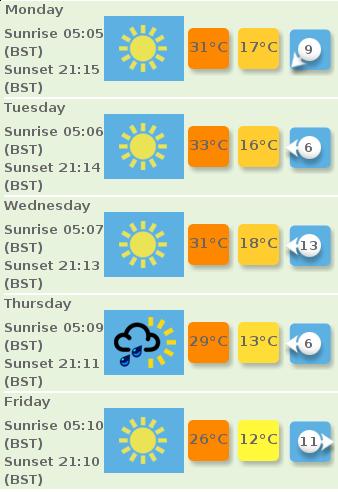 Monday
Sunrise 05:05 31°C 17°C 9
(BST)
Sunset 21:15
(BST)
Tuesday
Sunrise 05:06 33°C 16°C 6
(BST)
Sunset 21:14
(BST)
Wednesday
Sunrise 05:07 31°C 18°C 13
(BST)
Sunset 21:13
(BST)
Thursday
Sunrise 05:09 29°C 13°C 6
(BST)
Sunset 21:11
(BST)
Friday
Sunrise 05:10 26°C 12°C 11
(BST)
Sunset 21:10
(BST)